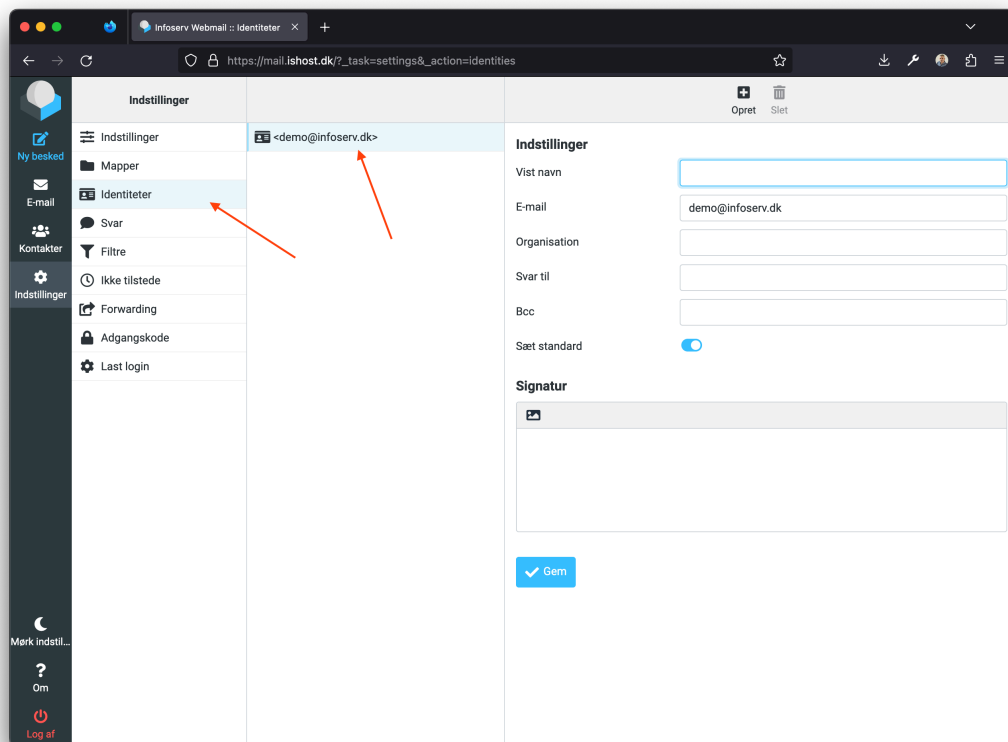 Infoserv Webmail :: Identiteter
https://mail.ishost.dk/?_task=settings&_action=identities
Ny besked
E-mail
Kontakter
Indstillinger
Mørk indstil...
Om
Log af
Indstillinger
Indstillinger
Mapper
Identiteter
Svar
Filtre
Ikke tilstede
Forwarding
Adgangskode
Last login
<demo@infoserv.dk>
Opret
Slet
Indstillinger
Vist navn
E-mail
demo@infoserv.dk
Organisation
Svar til
Bcc
Sæt standard
Signatur
Gem